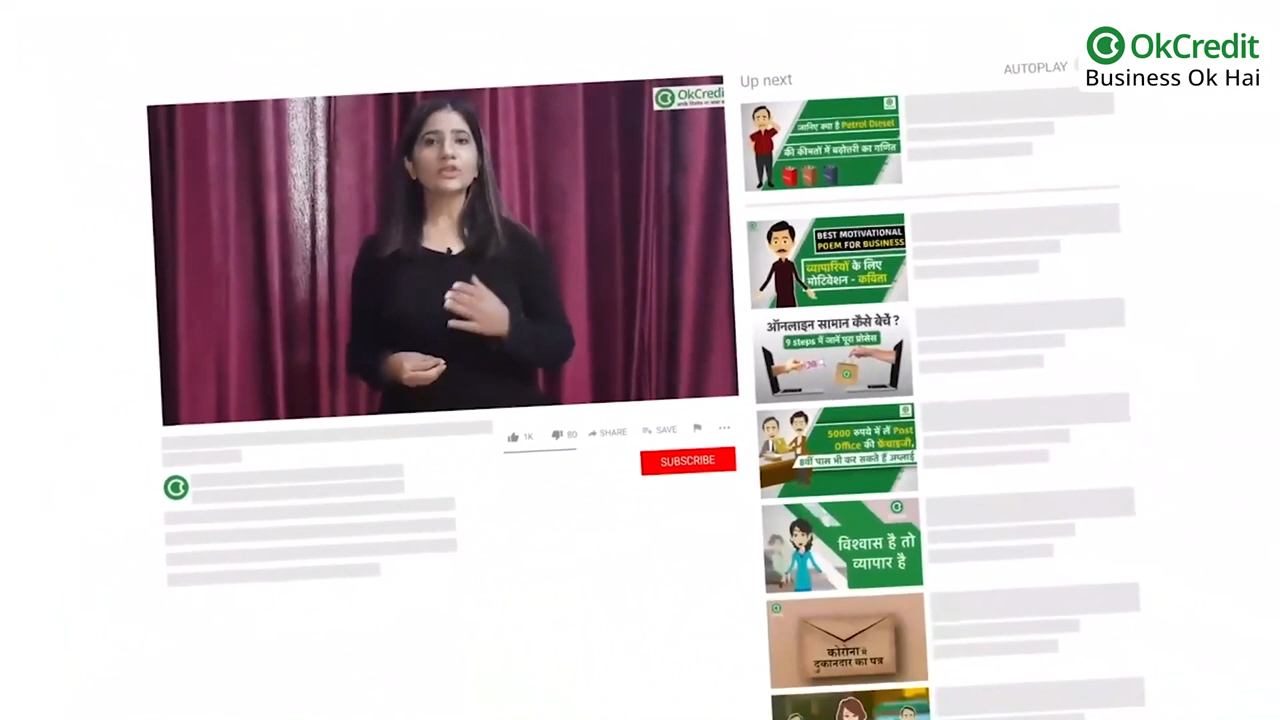 OkCredit
Business Ok Hai
AUTOPLAY
Up next
OkCredit
जानिए क्या है Petrol Diesel
की कीमतों में बढ़ोतरी का गणित
BEST MOTIVATIONAL
POEM FOR BUSINESS
व्यापारियों के लिए
मोटिवेशन - कविता
ऑनलाइन सामान कैसे बेचें ?
9 steps में जानें पूरा प्रोसेस
1K
80
SHARE
SAVE
SUBSCRIBE
5000 रुपये में लें Post
Office की फ्रेंचाइजी,
8वीं पास भी कर सकते हैं अप्लाई
विश्वास है तो
व्यापार है
कोरोना में
दुकानदार का पत्र